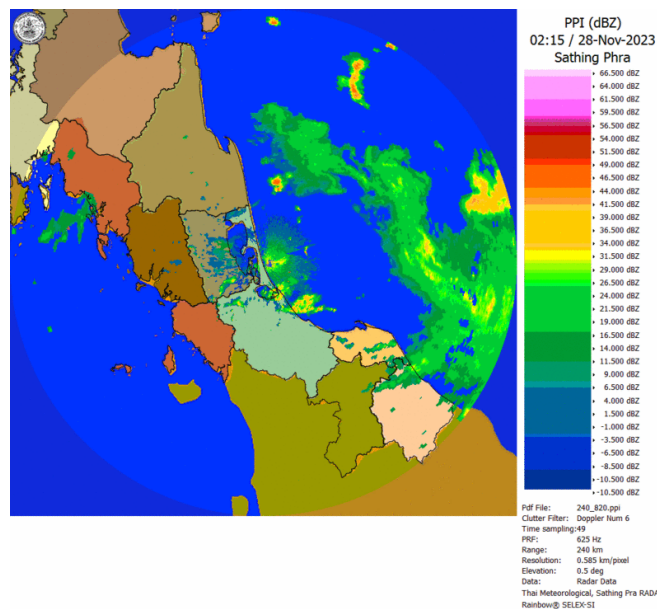 PPI (dBZ)
02:15 / 28-Nov-2023
Sathing Phra
66.500 dBZ
64.000 dBZ
61.500 dBZ
59.500 dBZ
56.500 dBZ
54.000 dBZ
51.500 dBZ
49.000 dBZ
46.500 dBZ
44.000 dBZ
41.500 dBZ
39.000 dBZ
36.500 dBZ
34.000 dBZ
31.500 dBZ
29.000 dBZ
26.500 dBZ
24.000 dBZ
21.500 dBZ
19.000 dBZ
16.500 dBZ
14.000 dBZ
11.500 dBZ
9.000 dBZ
6.500 dBZ
4.000 dBZ
1.500 dBZ
-1.000 dBZ
-3.500 dBZ
-6.500 dBZ
-8.500 dBZ
-10.500 dBZ
-10.500 dBZ
Pdf File: 240_820.ppi
Clutter Filter: Doppler Num 6
Time sampling:49
PRF: 625 Hz
Range: 240 km
Resolution: 0.585 km/pixel
Elevation: 0.5 deg
Data: Radar Data
Thai Meteorological, Sathing Pra RADA
Rainbow® SELEX-SI